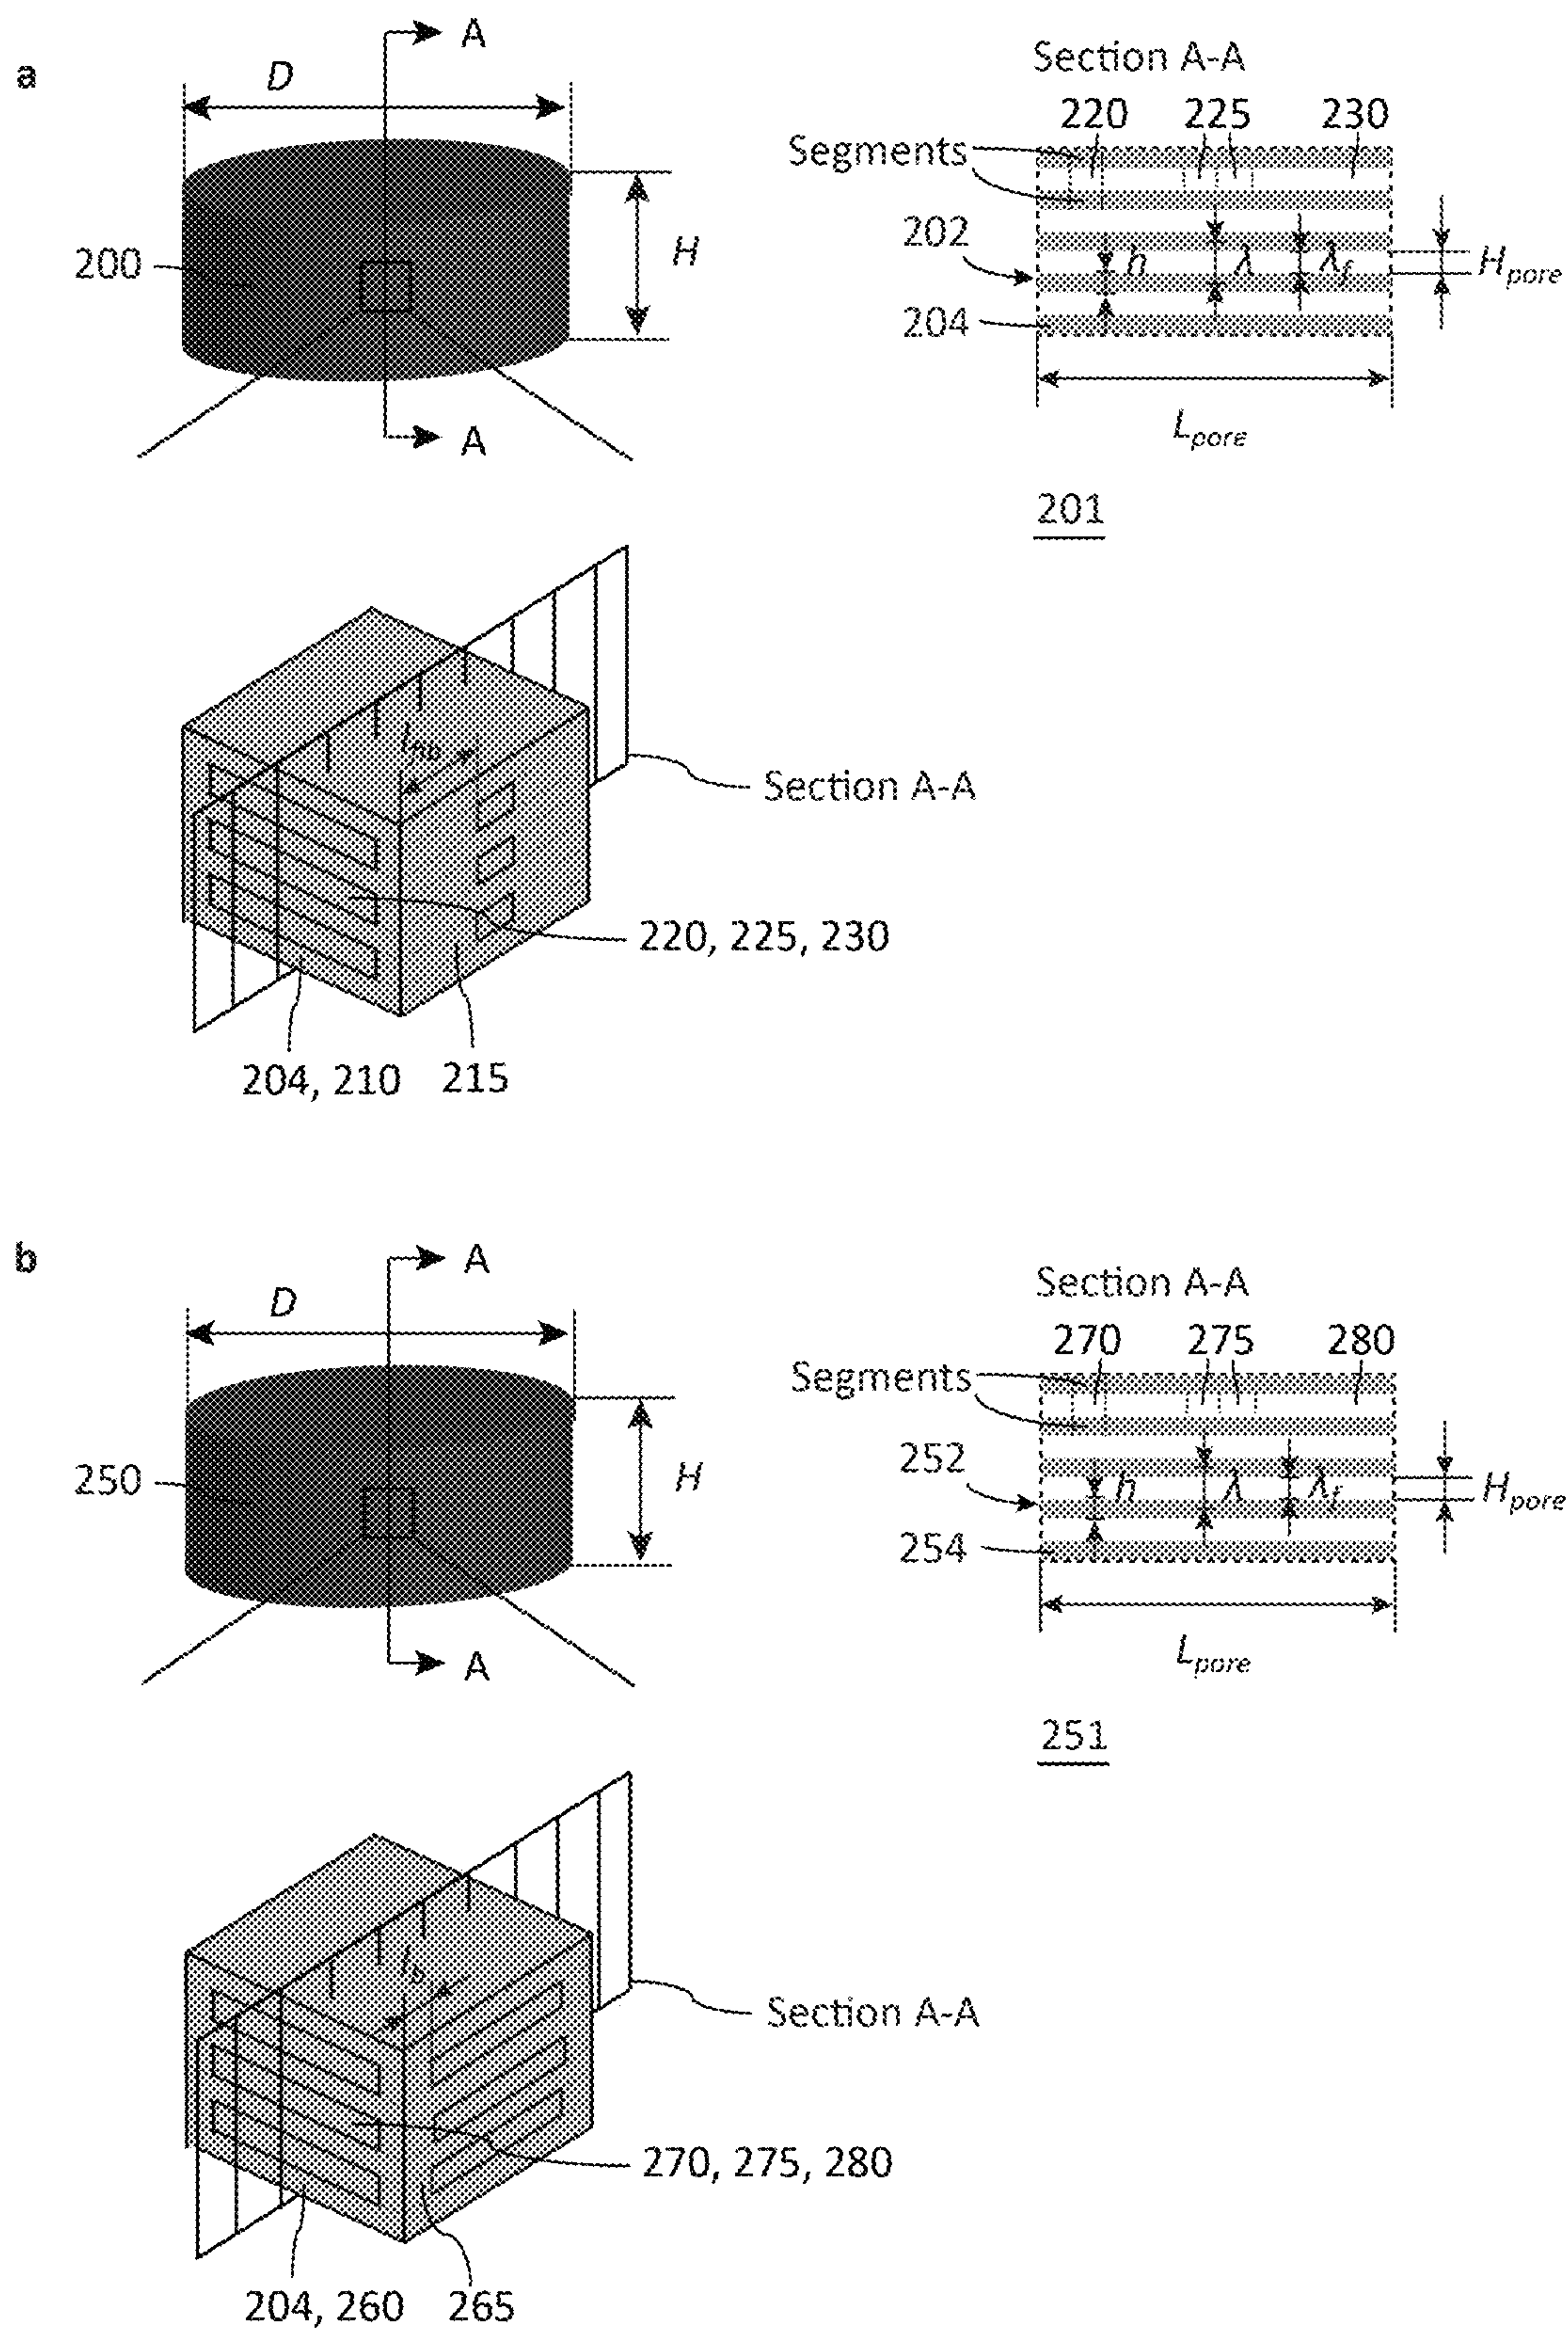 a
A
D
H
200
A
Section A-A
220 225 230
Segments
202
h λ λf Hpore
204
Lpore
201
lnb
Section A-A
220, 225, 230
204, 210 215
b
A
D
H
250
A
Section A-A
270 275 280
Segments
252
h λ λf Hpore
254
Lpore
251
lb
Section A-A
270, 275, 280
204, 260 265